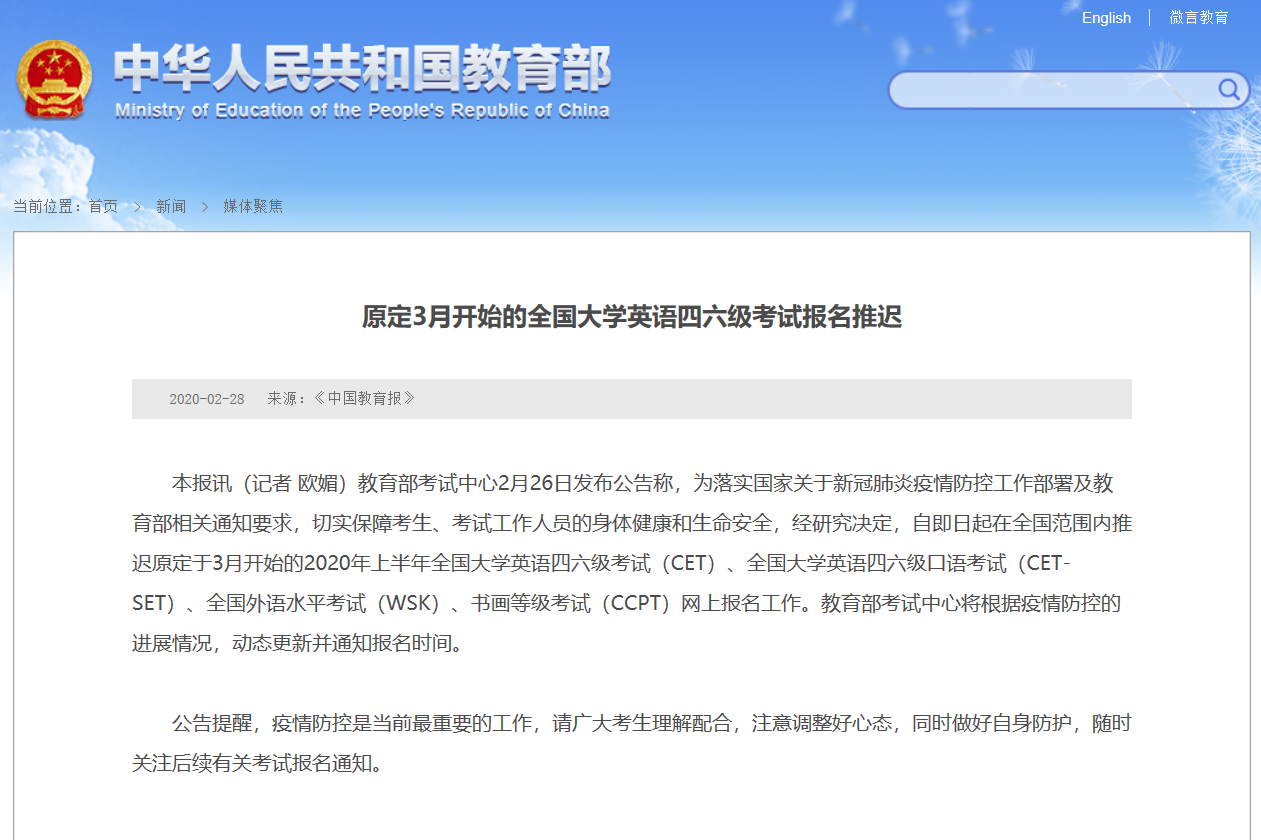 English | 微言教育
中华人民共和国教育部
Ministry of Education of the People's Republic of China
当前位置：首页 > 新闻 > 媒体聚焦
原定3月开始的全国大学英语四六级考试报名推迟
2020-02-28 来源：《中国教育报》
本报讯（记者 欧媚）教育部考试中心2月26日发布公告称，为落实国家关于新冠肺炎疫情防控工作部署及教
育部相关通知要求，切实保障考生、考试工作人员的身体健康和生命安全，经研究决定，自即日起在全国范围内推
迟原定于3月开始的2020年上半年全国大学英语四六级考试（CET）、全国大学英语四六级口语考试（CET-
SET）、全国外语水平考试（WSK）、书画等级考试（CCPT）网上报名工作。教育部考试中心将根据疫情防控的
进展情况，动态更新并通知报名时间。
公告提醒，疫情防控是当前最重要的工作，请广大考生理解配合，注意调整好心态，同时做好自身防护，随时
关注后续有关考试报名通知。